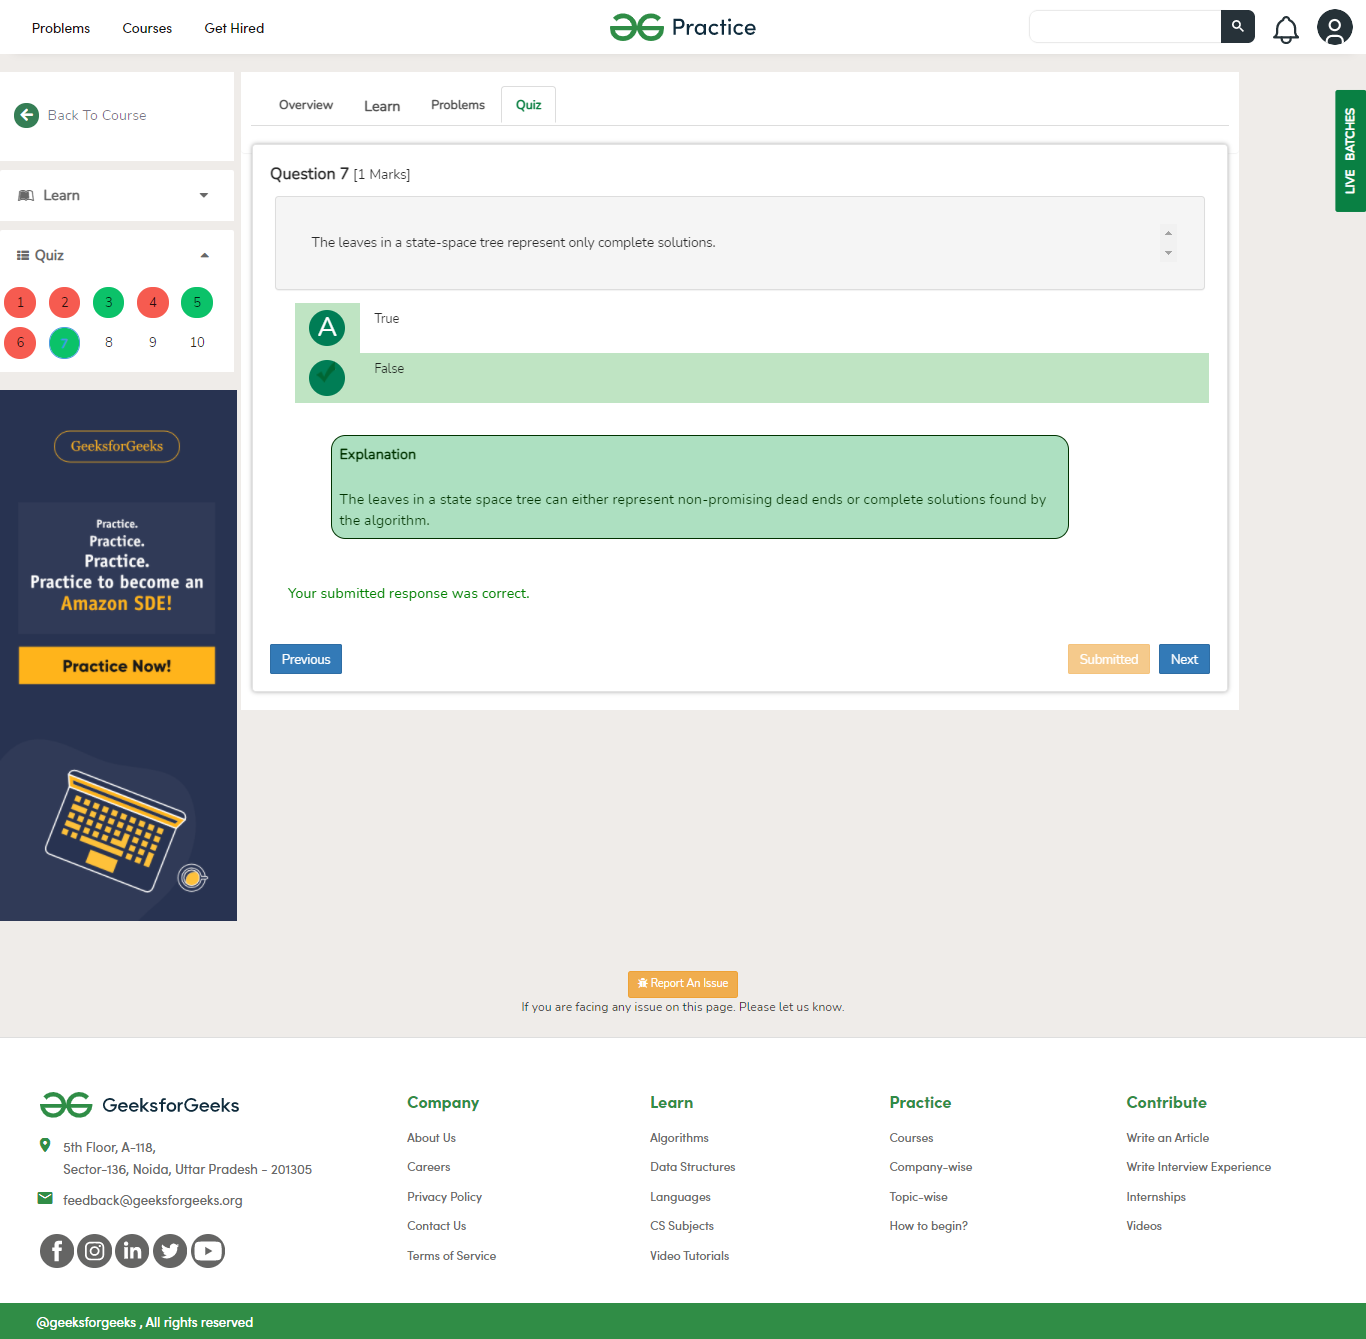 Problems Courses Get Hired
Practice
Back To Course
Overview Learn Problems Quiz
LIVE BATCHES
Learn
Quiz
1 2 3 4 5
6 7 8 9 10
Question 7 [1 Marks]
The leaves in a state-space tree represent only complete solutions.
A True
False
Explanation
The leaves in a state space tree can either represent non-promising dead ends or complete solutions found by
the algorithm.
Your submitted response was correct.
Previous Submitted Next
GeeksforGeeks
Practice.
Practice.
Practice.
Practice to become an
Amazon SDE!
Practice Now!
Report An Issue
If you are facing any issue on this page. Please let us know.
GeeksforGeeks
5th Floor, A-118,
Sector-136, Noida, Uttar Pradesh - 201305
feedback@geeksforgeeks.org
Company
About Us
Careers
Privacy Policy
Contact Us
Terms of Service
Learn
Algorithms
Data Structures
Languages
CS Subjects
Video Tutorials
Practice
Courses
Company-wise
Topic-wise
How to begin?
Contribute
Write an Article
Write Interview Experience
Internships
Videos
@geeksforgeeks , All rights reserved